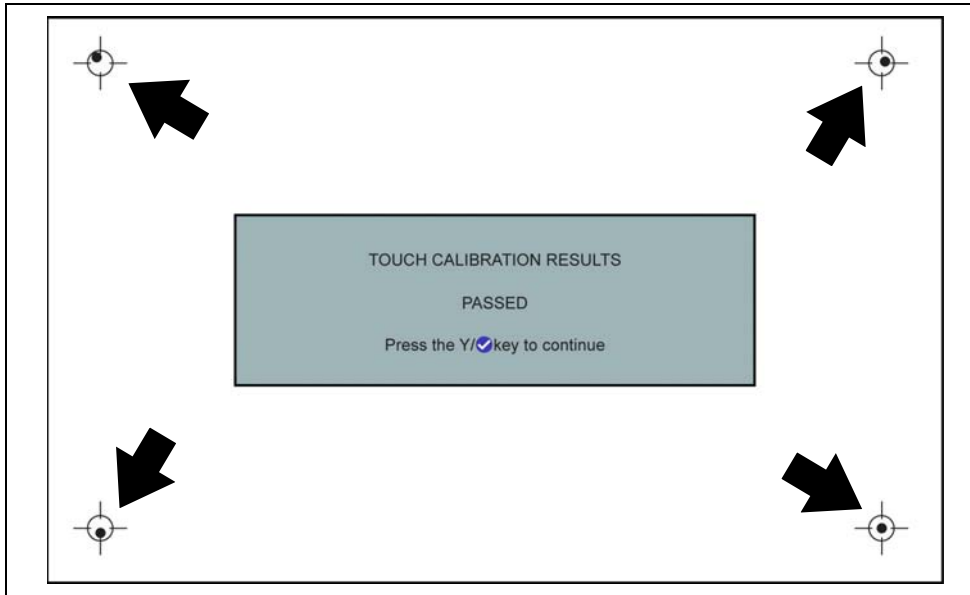 TOUCH CALIBRATION RESULTS
PASSED
Press the Y/✔key to continue